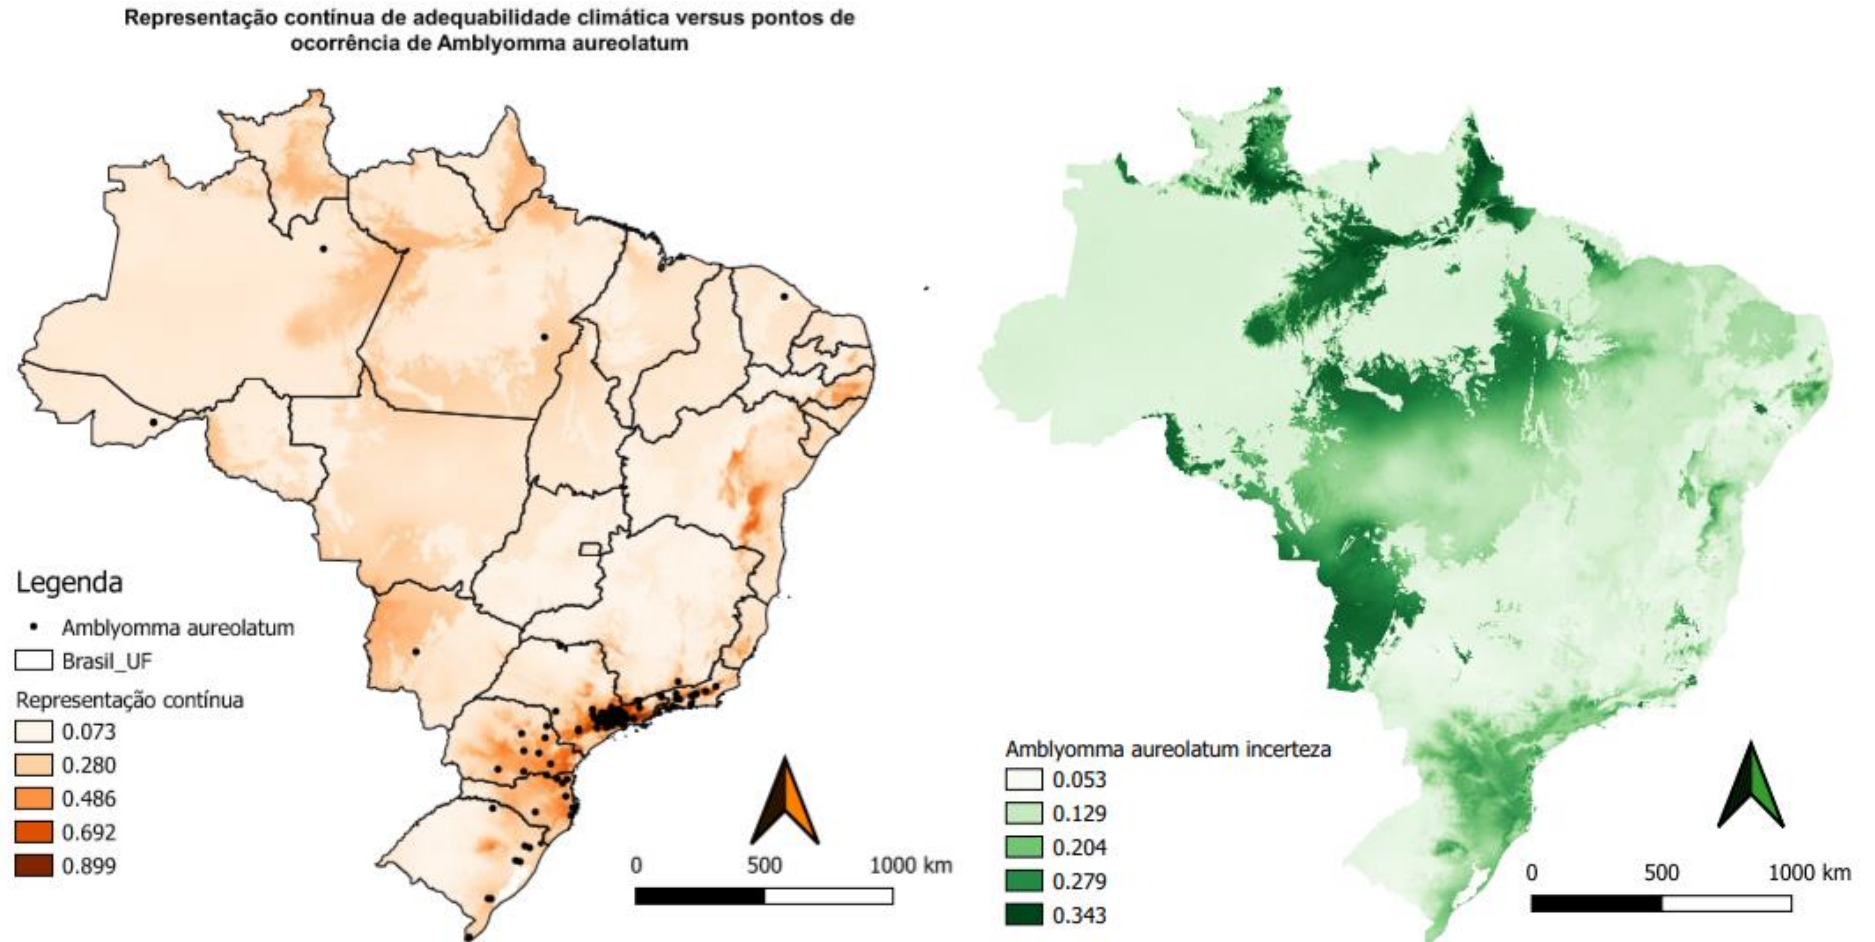 Representação contínua de adequabilidade climática versus pontos de
ocorrência de Amblyomma aureolatum
Legenda
Amblyomma aureolatum
Brasil_UF
Representação contínua
0.073
0.280
0.486
0.692
0.899
0 500 1000 km
Amblyomma aureolatum incerteza
0.053
0.129
0.204
0.279
0.343
0 500 1000 km